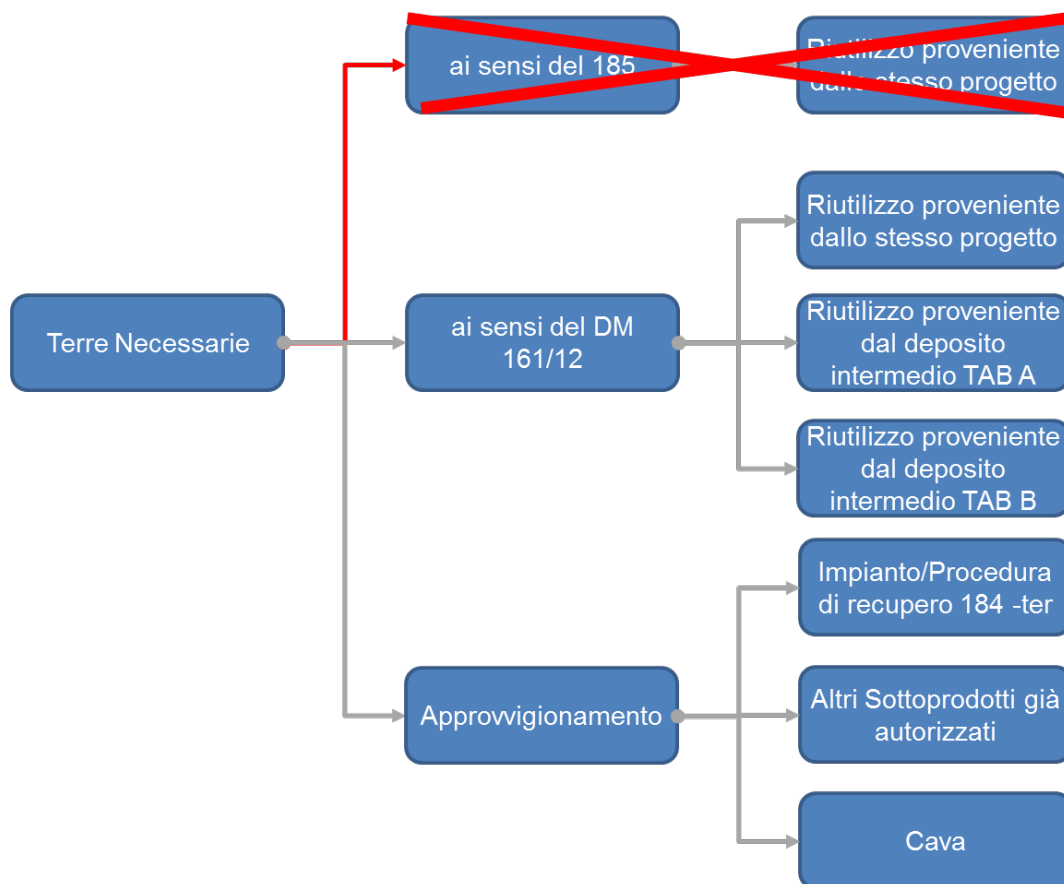 ai sensi del 185
Riutilizzo proveniente
dallo stesso progetto
Riutilizzo proveniente
dallo stesso progetto
Terre Necessarie
ai sensi del DM
161/12
Riutilizzo proveniente
dal deposito
intermedio TAB A
Riutilizzo proveniente
dal deposito
intermedio TAB B
Impianto/Procedura
di recupero 184 -ter
Approvvigionamento
Altri Sottoprodotti già
autorizzati
Cava